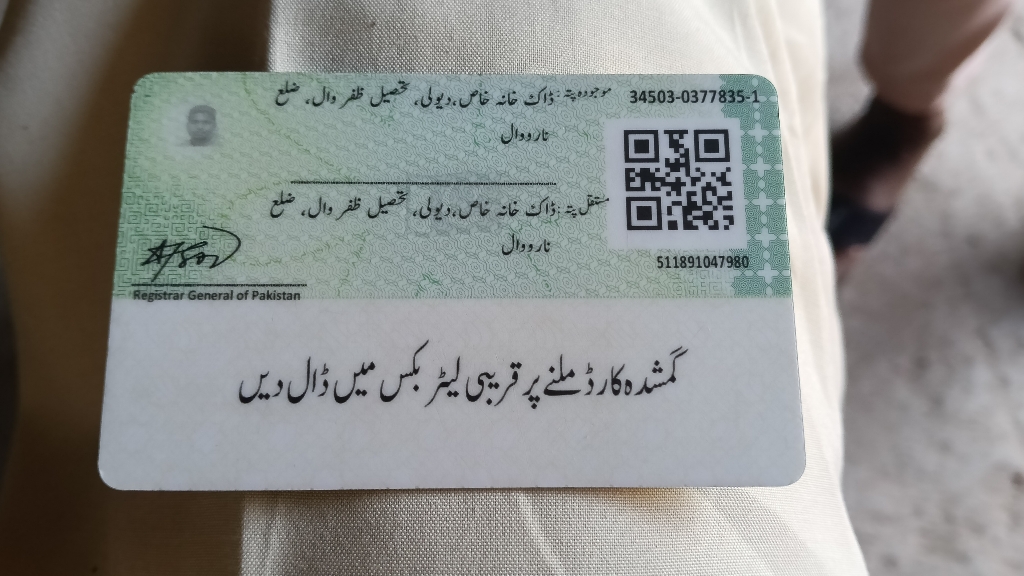 34503-0377835-1
موجودہ پتہ: ڈاک خانہ خاص، دیولی، تحصیل ظفر وال، ضلع
نارووال
مستقل پتہ: ڈاک خانہ خاص، دیولی، تحصیل ظفر وال، ضلع
نارووال
511891047980
Registrar General of Pakistan
گمشدہ کارڈ ملنے پر قریبی لیٹر بکس میں ڈال دیں